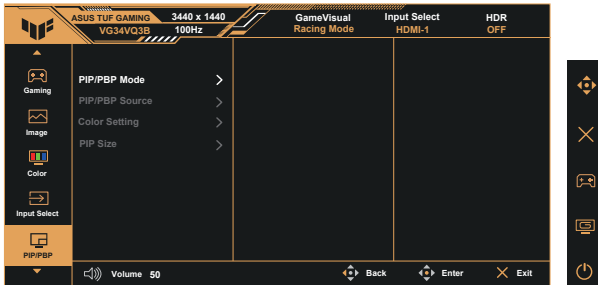 ASUS TUF GAMING 3440 x 1440
VG34VQ3B 100Hz
GameVisual
Racing Mode
Input Select
HDMI-1
HDR
OFF
Gaming
Image
Color
Input Select
PIP/PBP
PIP/PBP Mode
PIP/PBP Source
Color Setting
PIP Size
Volume 50
Back
Enter
Exit